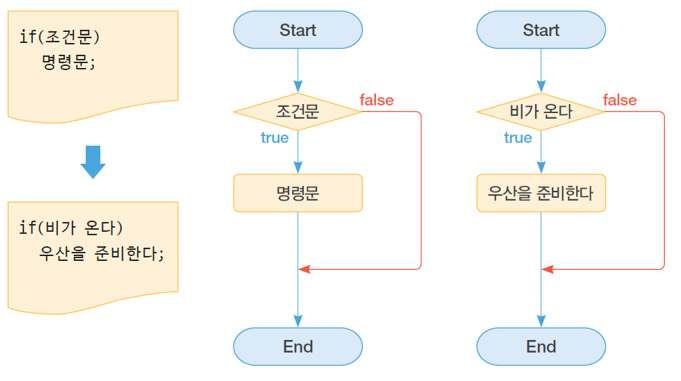 if(조건문)
명령문;
if(비가 온다)
우산을 준비한다;
Start
조건문
false
true
명령문
End
Start
비가 온다
false
true
우산을 준비한다
End